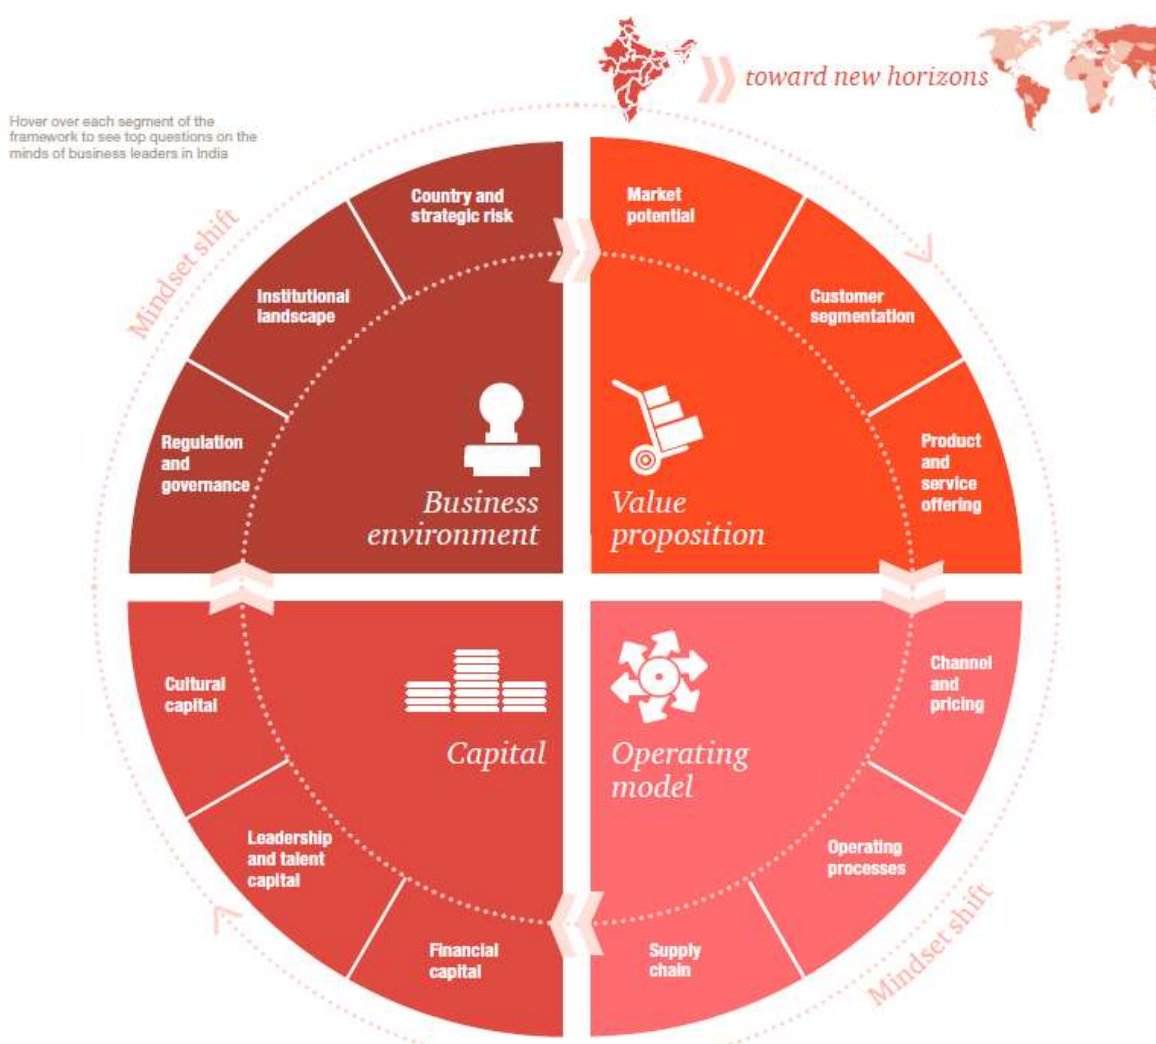 toward new horizons
Hover over each segment of the
framework to see top questions on the
minds of business leaders in India
Mindset shift
Country and
strategic risk
Institutional
landscape
Regulation
and
governance
Business
environment
Market
potential
Customer
segmentation
Product
and
service
offering
Value
proposition
Channel
and
pricing
Operating
processes
Supply
chain
Operating
model
Mindset shift
Financial
capital
Leadership
and talent
capital
Cultural
capital
Capital